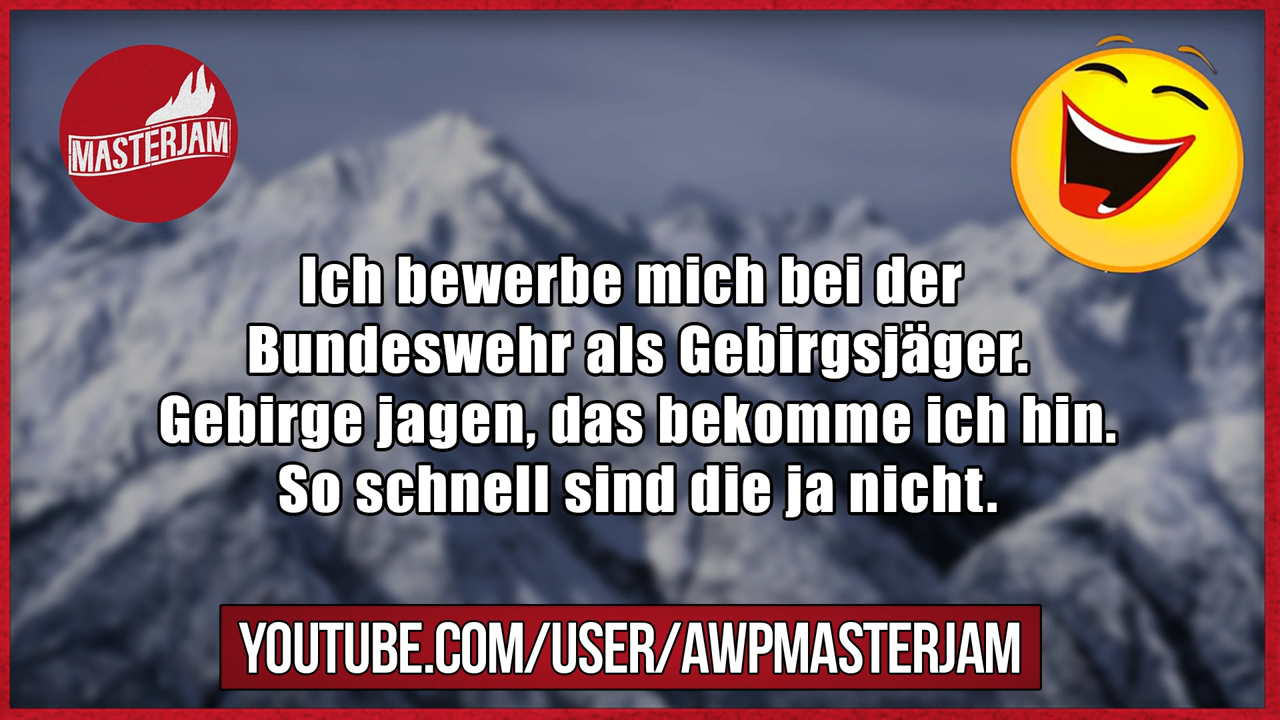 MASTERJAM
Ich bewerbe mich bei der
Bundeswehr als Gebirgsjäger.
Gebirge jagen, das bekomme ich hin.
So schnell sind die ja nicht.
YOUTUBE.COM/USER/AWPMASTERJAM